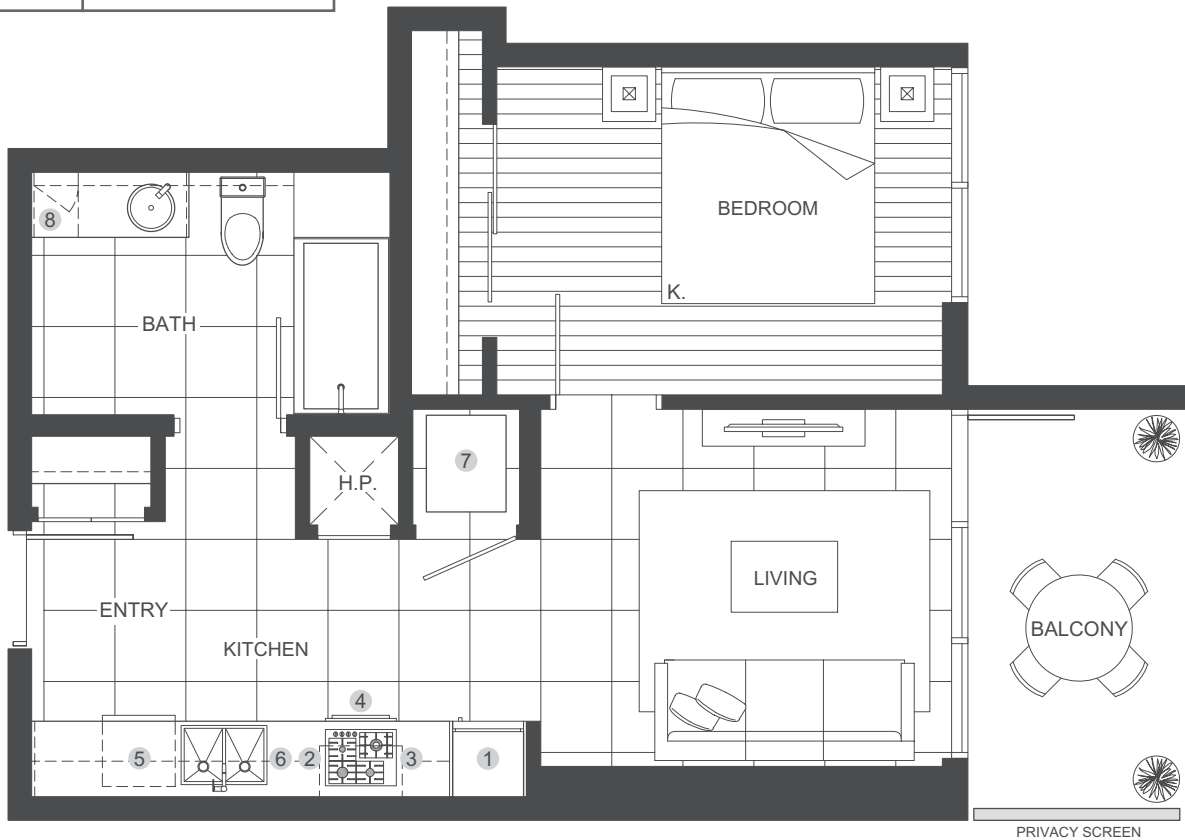 BEDROOM
8
K.
BATH
7
H.P.
LIVING
ENTRY
BALCONY
KITCHEN
4
5
6
2
3
1
PRIVACY SCREEN